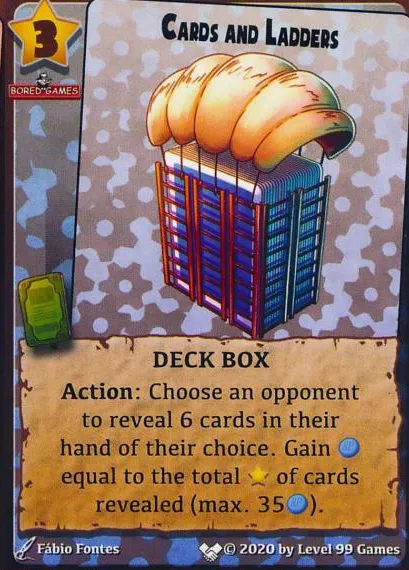 3
CARDS AND LADDERS
BORED GAMES
DECK BOX
Action: Choose an opponent
to reveal 6 cards in their
hand of their choice. Gain
equal to the total ⭐ of cards
revealed (max. 35).
Fábio Fontes
© 2020 by Level 99 Games